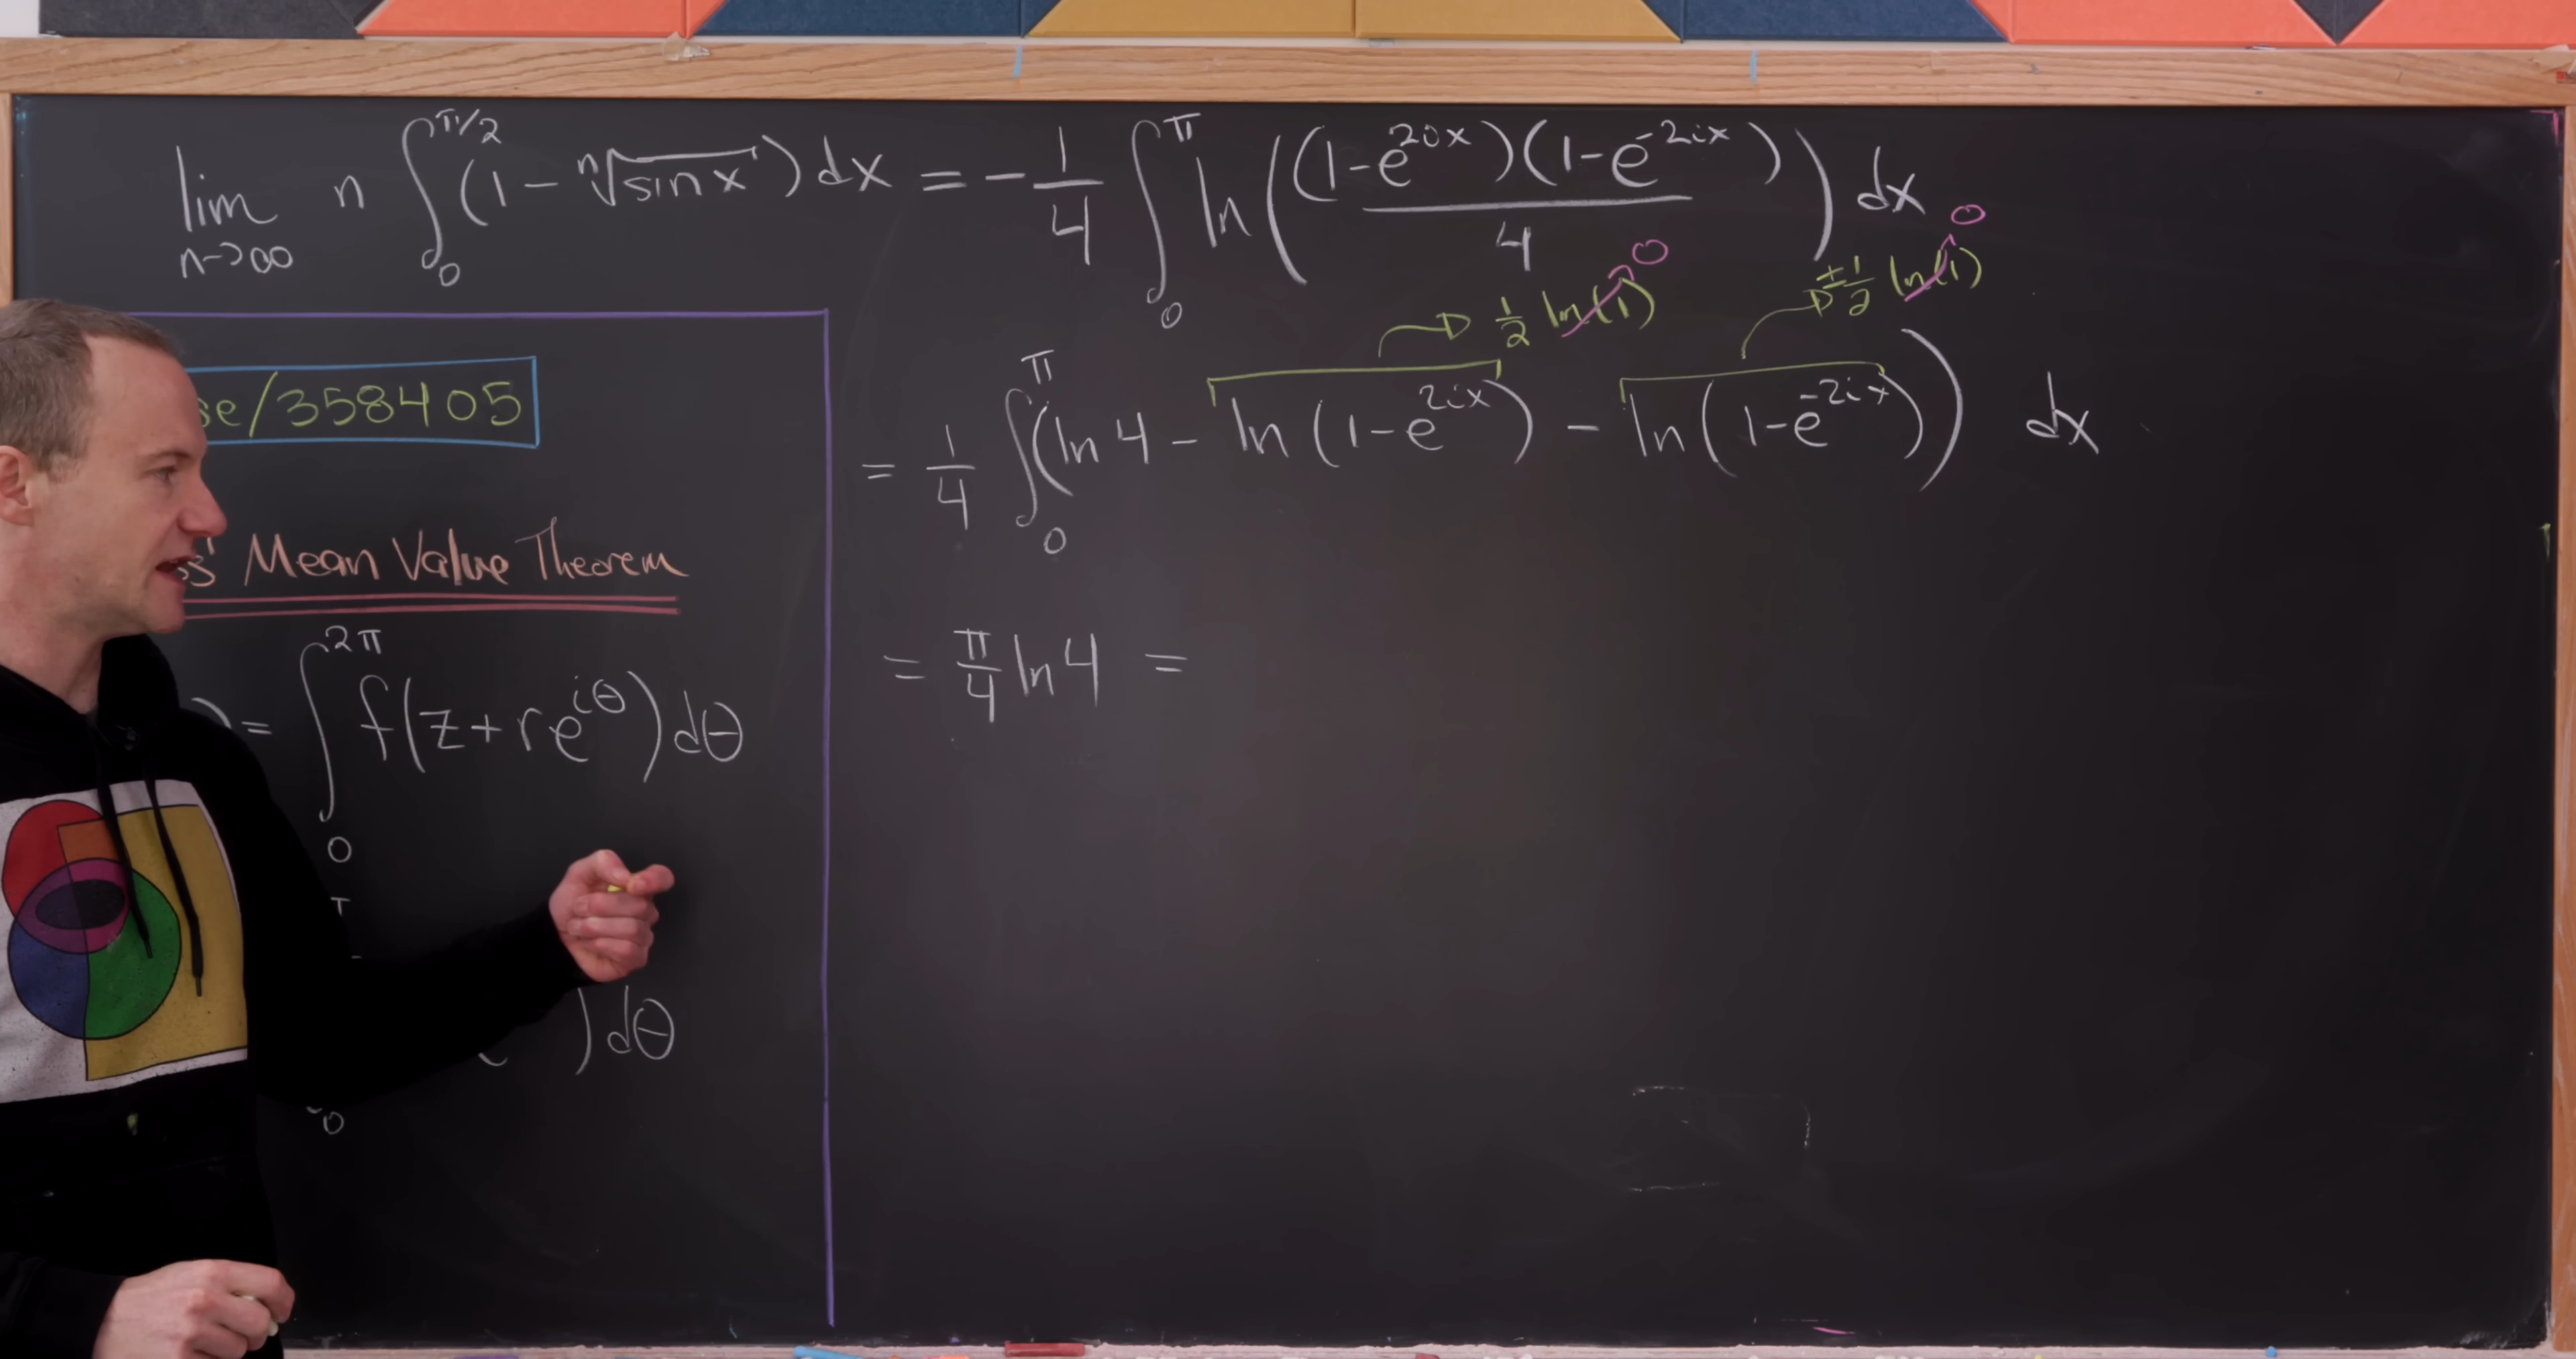 lim n→∞ n ∫₀^{π/2} (1 - ⁿ√sin x) dx = - 1/4 ∫₀^π ln( (1-e^{20x})(1-e^{-2ix}) / 4 ) dx
→ 1/2 ln(1) → 0
→ ±1/2 ln(1) → 0
= 1/4 ∫₀^π (ln 4 - ln(1-e^{2ix}) - ln(1-e^{-2ix})) dx
= π/4 ln 4 =
se/358405
s' Mean Value Theorem
) = ∫₀^{2π} f(z+re^{iθ}) dθ
) dθ
0